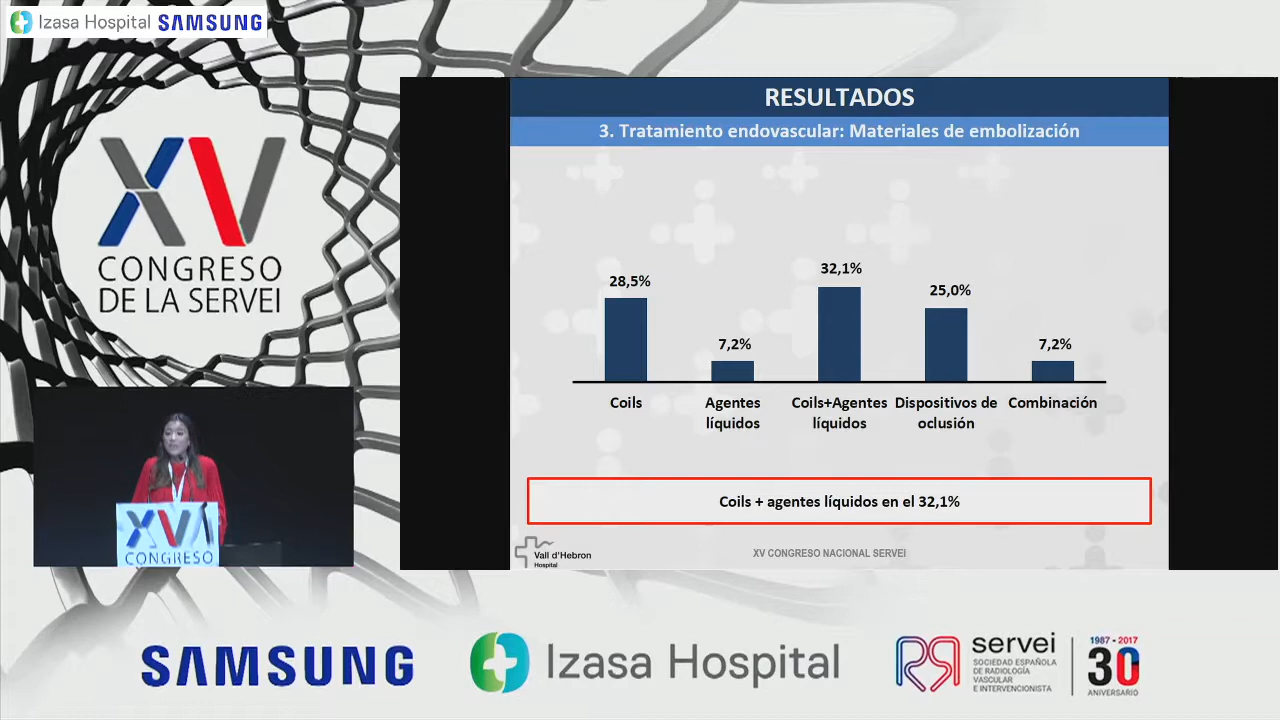 Izasa Hospital SAMSUNG
XV
CONGRESO
DE LA SERVEI
RESULTADOS
3. Tratamiento endovascular: Materiales de embolización
28,5%
7,2%
32,1%
25,0%
7,2%
Coils
Agentes
líquidos
Coils+Agentes
líquidos
Dispositivos de
oclusión
Combinación
Coils + agentes líquidos en el 32,1%
Vall d'Hebron
Hospital
XV CONGRESO NACIONAL SERVEI
XV
CONGRESO
SAMSUNG
Izasa Hospital
servei
SOCIEDAD ESPAÑOLA
DE RADIOLOGÍA
VASCULAR
E INTERVENCIONISTA
1987 - 2017
30
ANIVERSARIO